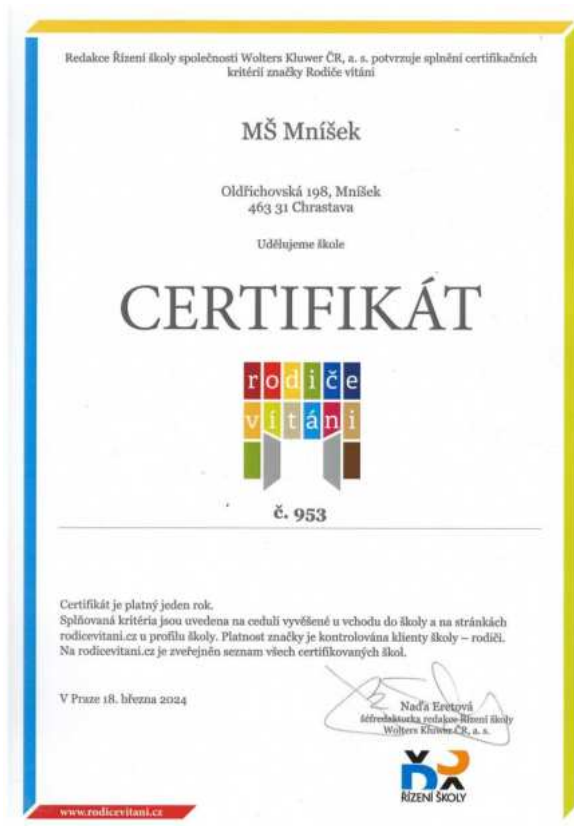 Redakce Řízení školy společnosti Wolters Kluwer ČR, a. s. potvrzuje splnění certifikačních
kritérií značky Rodiče vítáni
MŠ Mníšek
Oldřichovská 198, Mníšek
463 31 Chrastava
Udělujeme škole
CERTIFIKÁT
rodiče
vítáni
č. 953
Certifikát je platný jeden rok.
Splňovaná kritéria jsou uvedena na ceduli vyvěšené u vchodu do školy a na stránkách
rodicevitani.cz u profilu školy. Platnost značky je kontrolována klienty školy – rodiči.
Na rodicevitani.cz je zveřejněn seznam všech certifikovaných škol.
V Praze 18. března 2024
Naďa Eretová
šéfredaktorka redakce Řízení školy
Wolters Kluwer ČR, a. s.
ŘÍZENÍ ŠKOLY
www.rodicevitani.cz